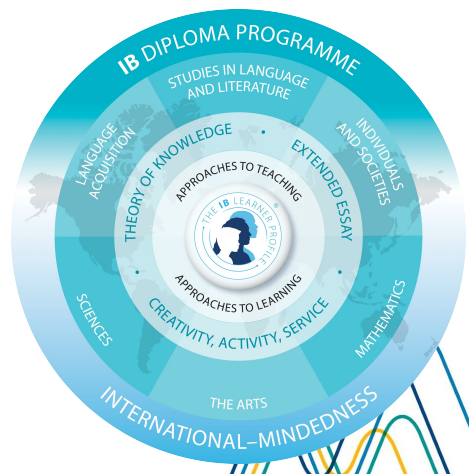 IB DIPLOMA PROGRAMME
STUDIES IN LANGUAGE
AND LITERATURE
LANGUAGE
ACQUISITION
INDIVIDUALS
AND SOCIETIES
THEORY OF KNOWLEDGE
EXTENDED ESSAY
APPROACHES TO TEACHING
THE IB LEARNER PROFILE
®
APPROACHES TO LEARNING
CREATIVITY, ACTIVITY, SERVICE
SCIENCES
MATHEMATICS
THE ARTS
INTERNATIONAL–MINDEDNESS